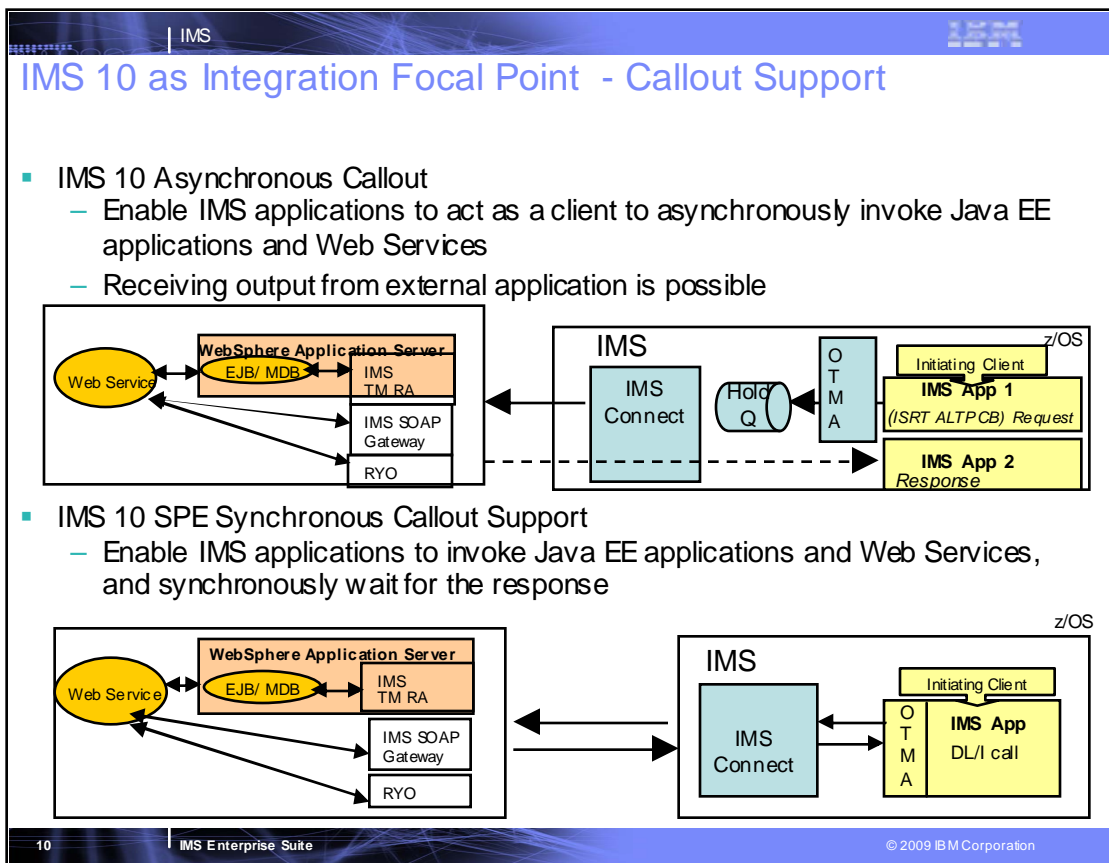 IMS
IBM
IMS 10 as Integration Focal Point - Callout Support
▪ IMS 10 Asynchronous Callout
– Enable IMS applications to act as a client to asynchronously invoke Java EE
applications and Web Services
– Receiving output from external application is possible
WebSphere Application Server
Web Service
EJB/ MDB
IMS
TM RA
IMS SOAP
Gateway
RYO
z/OS
IMS
IMS
Connect
Hold
Q
O
T
M
A
Initiating Client
IMS App 1
(ISRT ALTPCB) Request
IMS App 2
Response
▪ IMS 10 SPE Synchronous Callout Support
– Enable IMS applications to invoke Java EE applications and Web Services,
and synchronously wait for the response
z/OS
WebSphere Application Server
Web Service
EJB/ MDB
IMS
TM RA
IMS SOAP
Gateway
RYO
IMS
IMS
Connect
O
T
M
A
Initiating Client
IMS App
DL/I call
10
IMS Enterprise Suite
© 2009 IBM Corporation